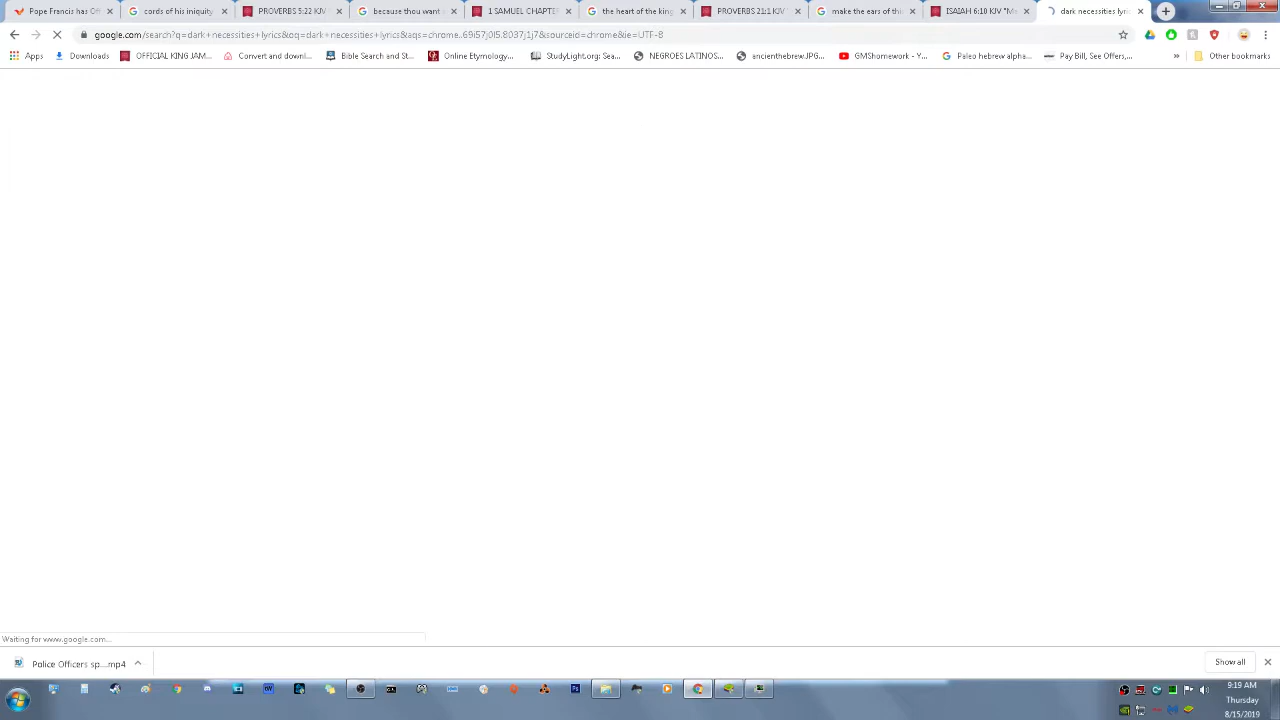 Pope Francis has Off
cords of his iniquity
PROVERBS 5:22 KJV
because thou want
1 SAMUEL CHAPTE
the heart of the king
PROVERBS 21:1 KJV
make the ears of thi
ISAIAH 6:10 KJV "M
dark necessities lyri
google.com/search?q=dark+necessities+lyrics&oq=dark+necessities+lyrics&aqs=chrome..69i57j0l5.8087j1j7&sourceid=chrome&ie=UTF-8
Apps
Downloads
OFFICIAL KING JAM...
Convert and downl...
Bible Search and St...
Online Etymology...
StudyLight.org: Sea...
NEGROES LATINOS...
ancienthebrew.JPG...
GMShomework - Y...
Paleo hebrew alpha...
Pay Bill, See Offers,...
»
Other bookmarks
Waiting for www.google.com...
Police Officers sp....mp4
Show all
9:19 AM
Thursday
8/15/2019